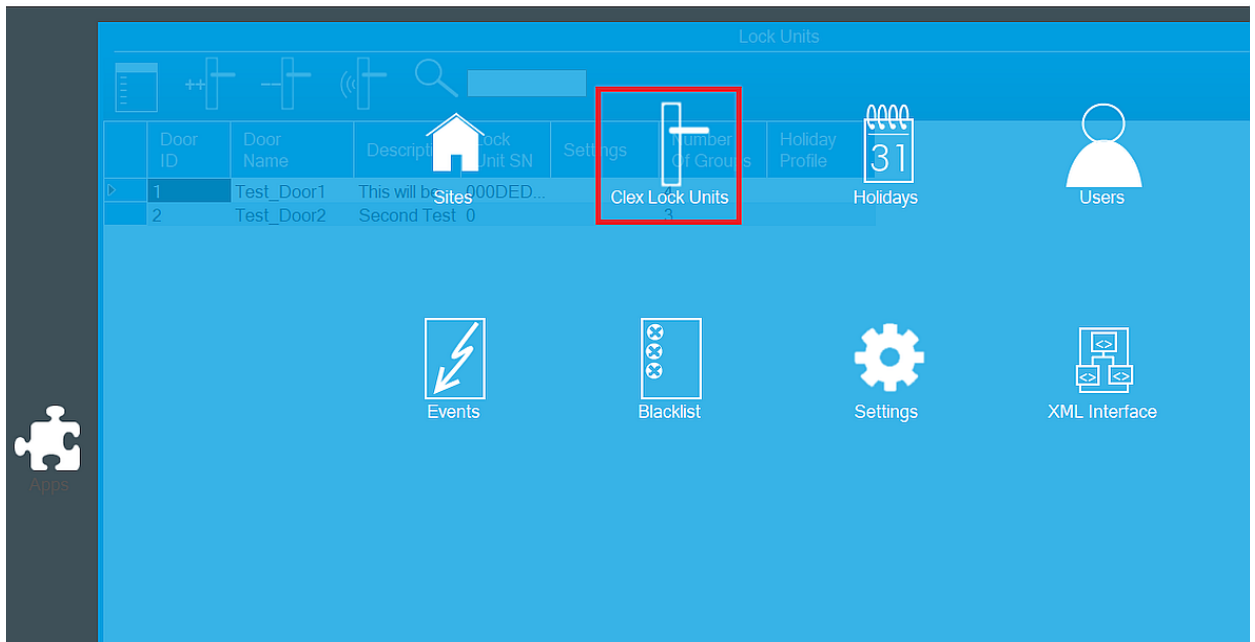 Lock Units
Door ID
Door Name
Description
Lock Unit SN
Settings
Number Of Groups
Holiday Profile
1 Test_Door1 This will be 000DED... 4
2 Test_Door2 Second Test 0 3
Sites
Clex Lock Units
31
Holidays
Users
Events
Blacklist
Settings
XML Interface
Apps